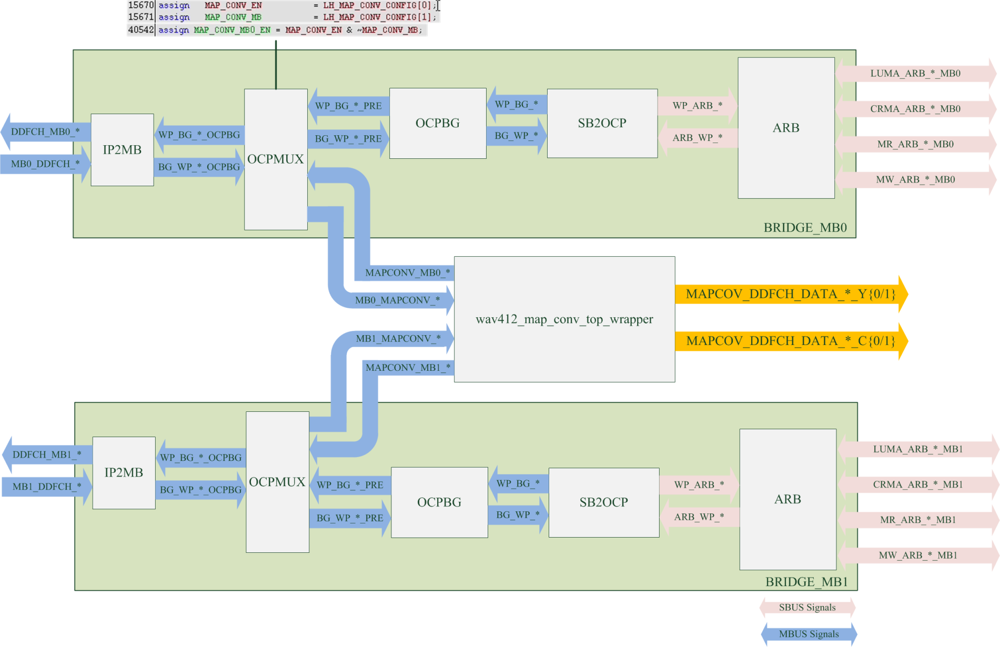 15670 assign MAP_CONV_EN = LH_MAP_CONV_CONFIG[0];
15671 assign MAP_CONV_MB = LH_MAP_CONV_CONFIG[1];
40542 assign MAP_CONV_MB0_EN = MAP_CONV_EN & ~MAP_CONV_MB;
DDFCH_MB0_*
MB0_DDFCH_*
IP2MB
WP_BG_*_OCPBG
BG_WP_*_OCPBG
OCPMUX
WP_BG_*_PRE
BG_WP_*_PRE
OCPBG
WP_BG_*
BG_WP_*
SB2OCP
WP_ARB_*
ARB_WP_*
ARB
LUMA_ARB_*_MB0
CRMA_ARB_*_MB0
MR_ARB_*_MB0
MW_ARB_*_MB0
BRIDGE_MB0
MAPCONV_MB0_*
MB0_MAPCONV_*
MB1_MAPCONV_*
MAPCONV_MB1_*
wav412_map_conv_top_wrapper
MAPCOV_DDFCH_DATA_*_Y{0/1}
MAPCOV_DDFCH_DATA_*_C{0/1}
DDFCH_MB1_*
MB1_DDFCH_*
IP2MB
WP_BG_*_OCPBG
BG_WP_*_OCPBG
OCPMUX
WP_BG_*_PRE
BG_WP_*_PRE
OCPBG
WP_BG_*
BG_WP_*
SB2OCP
WP_ARB_*
ARB_WP_*
ARB
LUMA_ARB_*_MB1
CRMA_ARB_*_MB1
MR_ARB_*_MB1
MW_ARB_*_MB1
BRIDGE_MB1
SBUS Signals
MBUS Signals